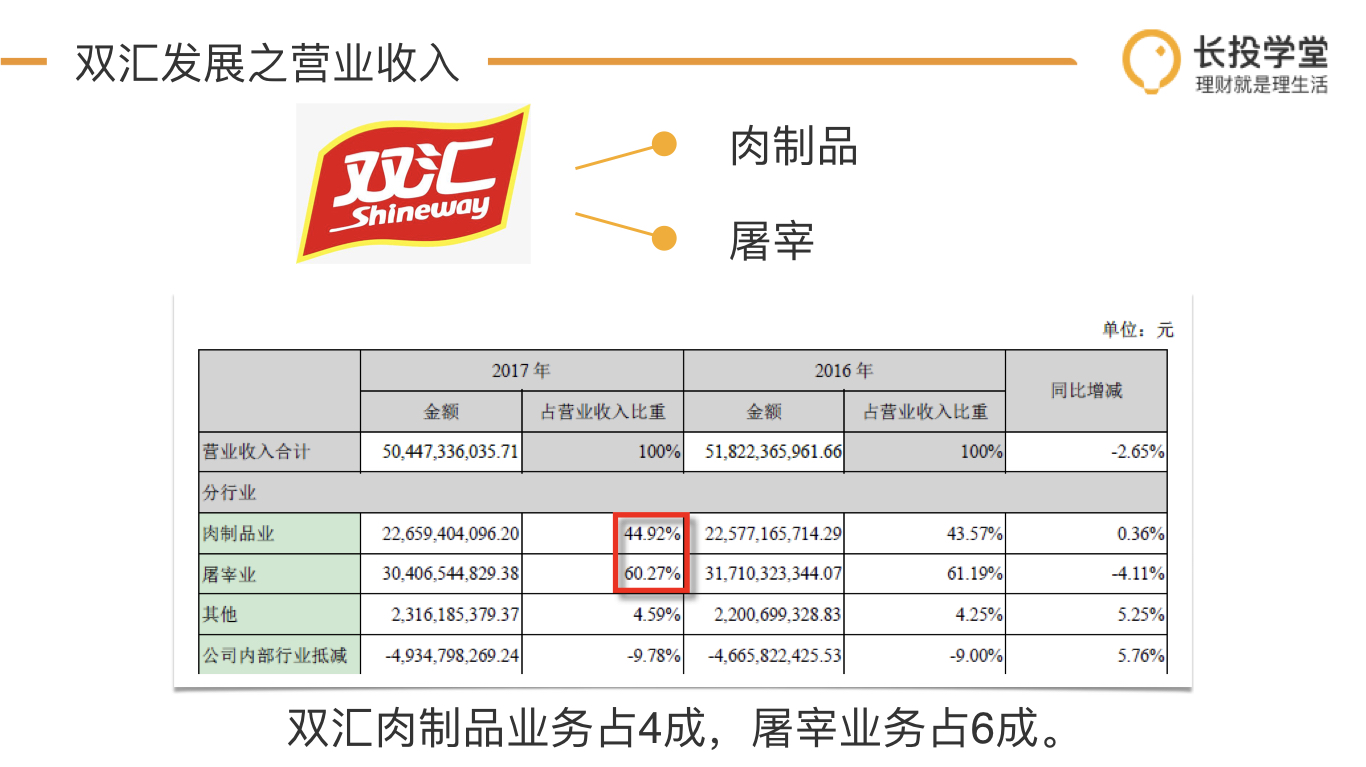 双汇发展之营业收入
长投学堂
理财就是理生活
双汇
Shineway
肉制品
屠宰
单位：元
2017 年 2016 年 同比增减
金额 占营业收入比重 金额 占营业收入比重
营业收入合计 50,447,336,035.71 100% 51,822,365,961.66 100% -2.65%
分行业
肉制品业 22,659,404,096.20 44.92% 22,577,165,714.29 43.57% 0.36%
屠宰业 30,406,544,829.38 60.27% 31,710,323,344.07 61.19% -4.11%
其他 2,316,185,379.37 4.59% 2,200,699,328.83 4.25% 5.25%
公司内部行业抵减 -4,934,798,269.24 -9.78% -4,665,822,425.53 -9.00% 5.76%
双汇肉制品业务占4成，屠宰业务占6成。